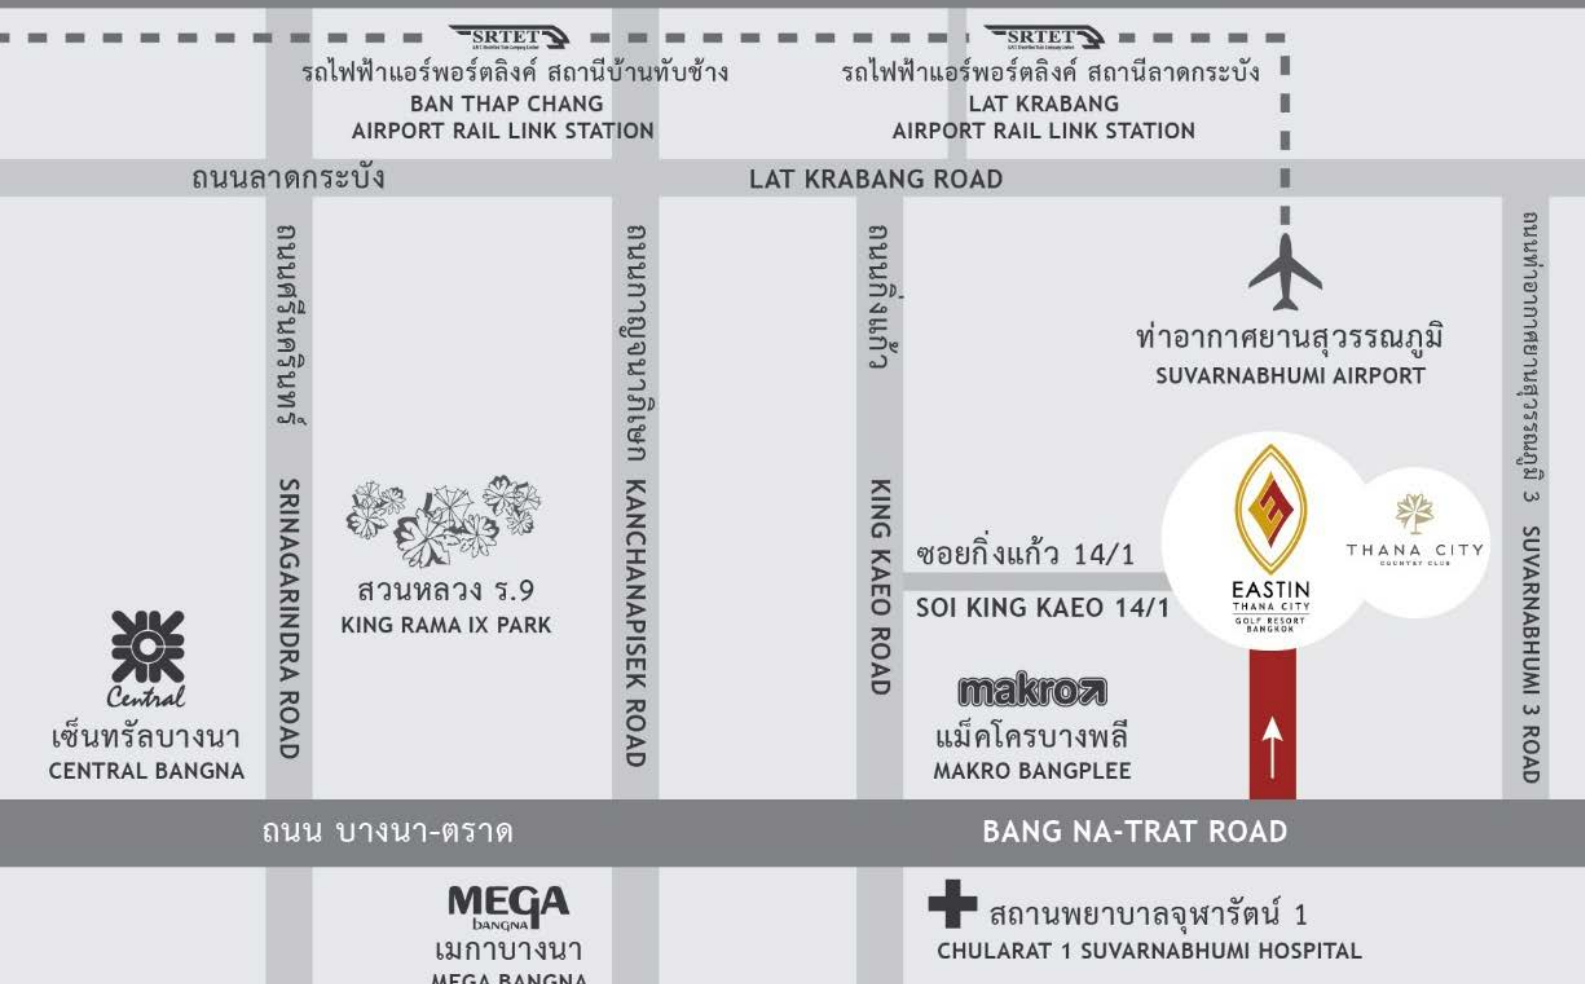 SRTET
รถไฟฟ้าแอร์พอร์ตลิงค์ สถานีบ้านทับช้าง
BAN THAP CHANG
AIRPORT RAIL LINK STATION
SRTET
รถไฟฟ้าแอร์พอร์ตลิงค์ สถานีลาดกระบัง
LAT KRABANG
AIRPORT RAIL LINK STATION
ถนนลาดกระบัง
LAT KRABANG ROAD
ถนนศรีนครินทร์ SRINAGARINDRA ROAD
ถนนกาญจนาภิเษก KANCHANAPISEK ROAD
ถนนกิ่งแก้ว KING KAEO ROAD
ถนนท่าอากาศยานสุวรรณภูมิ 3 SUVARNABHUMI 3 ROAD
ท่าอากาศยานสุวรรณภูมิ
SUVARNABHUMI AIRPORT
สวนหลวง ร.9
KING RAMA IX PARK
ซอยกิ่งแก้ว 14/1
SOI KING KAEO 14/1
EASTIN
THANA CITY
GOLF RESORT
BANGKOK
THANA CITY
COUNTRY CLUB
Central
เซ็นทรัลบางนา
CENTRAL BANGNA
makro
แม็คโครบางพลี
MAKRO BANGPLEE
ถนน บางนา-ตราด
BANG NA-TRAT ROAD
MEGA
bangna
เมกาบางนา
MEGA BANGNA
สถานพยาบาลจุฬารัตน์ 1
CHULARAT 1 SUVARNABHUMI HOSPITAL